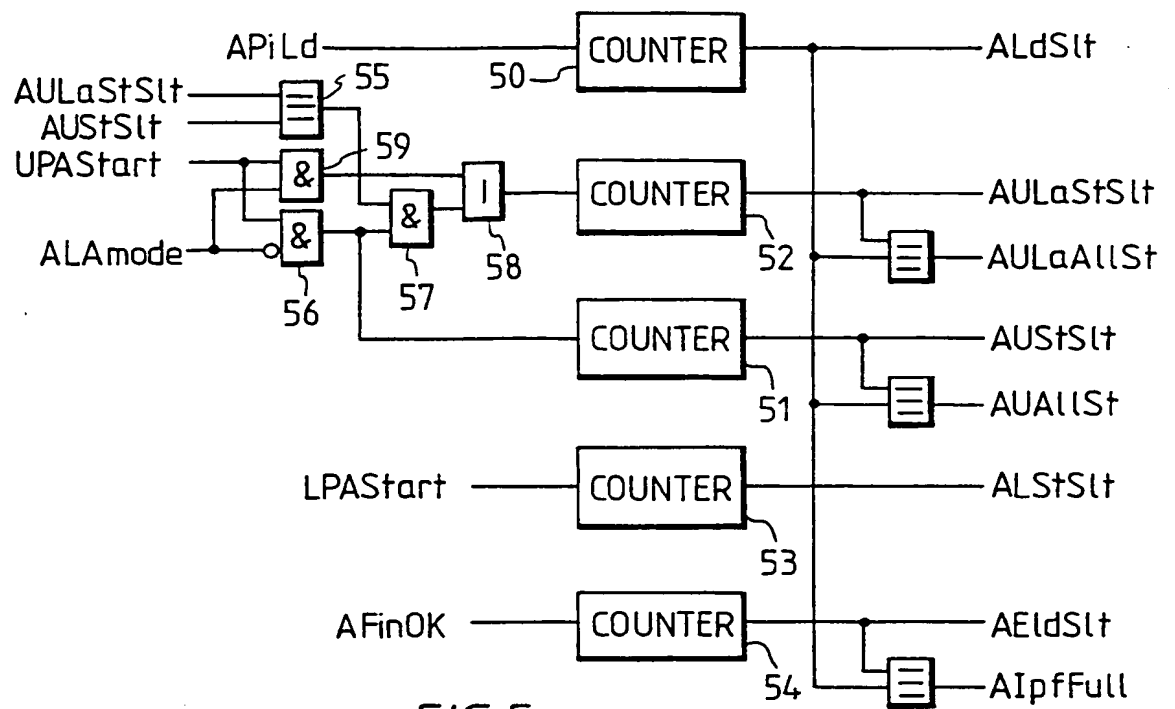 APiLd
COUNTER
50
ALdSlt
AULaStSlt
55
AUStSlt
UPAStart
59
&
&
ALAmode
56
&
57
|
58
COUNTER
52
AULaStSlt
AULaAllSt
COUNTER
51
AUStSlt
AUAllSt
LPAStart
COUNTER
53
ALStSlt
AFinOK
COUNTER
54
AEldSlt
AIpfFull